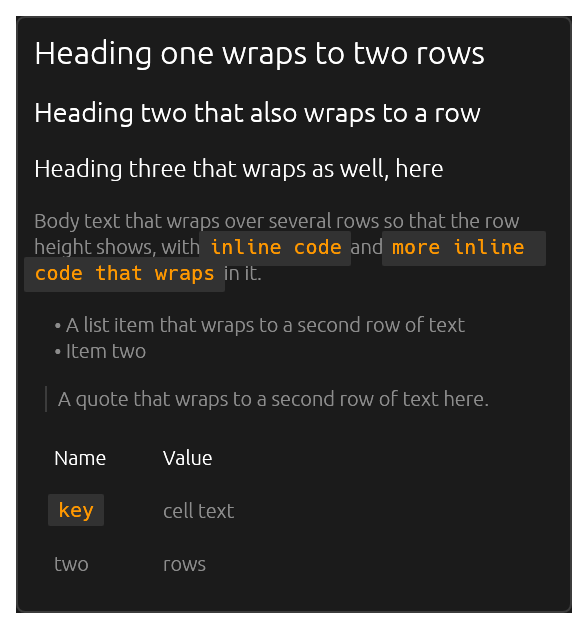 Heading one wraps to two rows
Heading two that also wraps to a row
Heading three that wraps as well, here
Body text that wraps over several rows so that the row
height shows, with inline code and more inline
code that wraps in it.
• A list item that wraps to a second row of text
• Item two
A quote that wraps to a second row of text here.
Name Value
key cell text
two rows